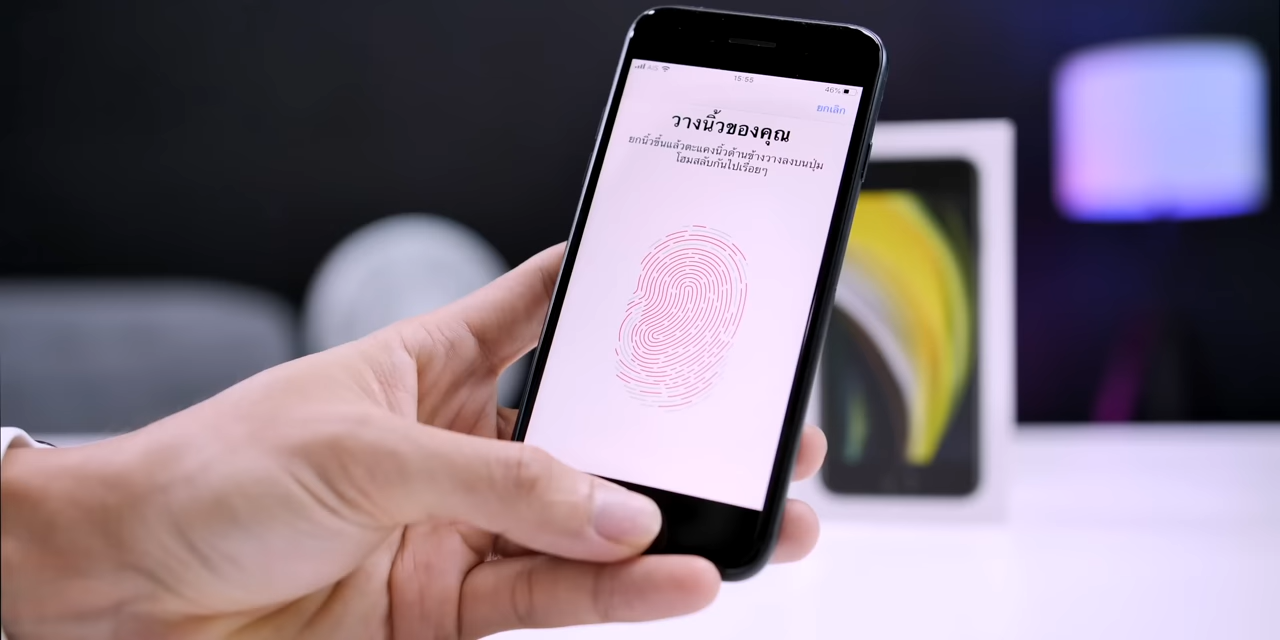 AIS
15:55
46%
ยกเลิก
วางนิ้วของคุณ
ยกนิ้วขึ้นแล้วตะแคงนิ้วด้านข้างวางลงบนปุ่ม
โฮมสลับกันไปเรื่อยๆ